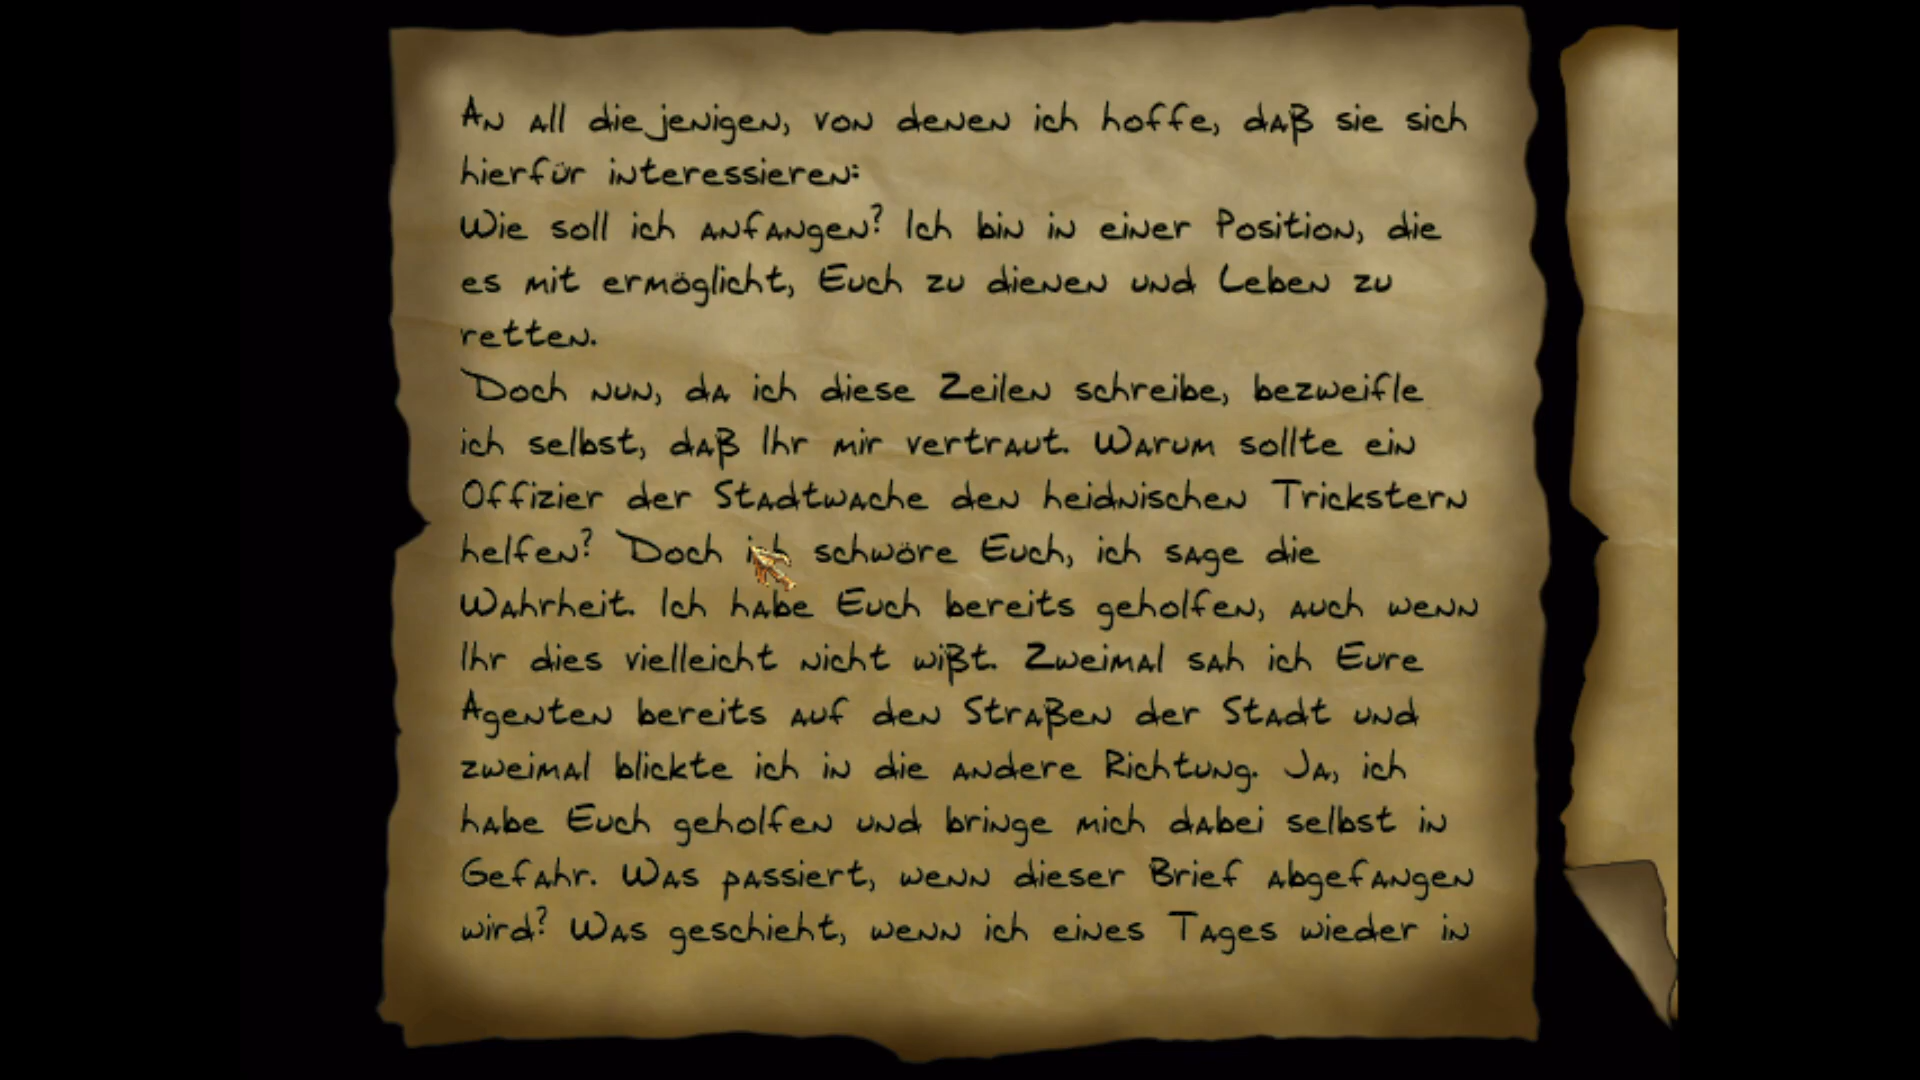 An all diejenigen, von denen ich hoffe, daß sie sich
hierfür interessieren:
Wie soll ich anfangen? Ich bin in einer Position, die
es mit ermöglicht, Euch zu dienen und Leben zu
retten.
Doch nun, da ich diese Zeilen schreibe, bezweifle
ich selbst, daß Ihr mir vertraut. Warum sollte ein
Offizier der Stadtwache den heidnischen Trickstern
helfen? Doch ich schwöre Euch, ich sage die
Wahrheit. Ich habe Euch bereits geholfen, auch wenn
Ihr dies vielleicht nicht wißt. Zweimal sah ich Eure
Agenten bereits auf den Straßen der Stadt und
zweimal blickte ich in die andere Richtung. Ja, ich
habe Euch geholfen und bringe mich dabei selbst in
Gefahr. Was passiert, wenn dieser Brief abgefangen
wird? Was geschieht, wenn ich eines Tages wieder in